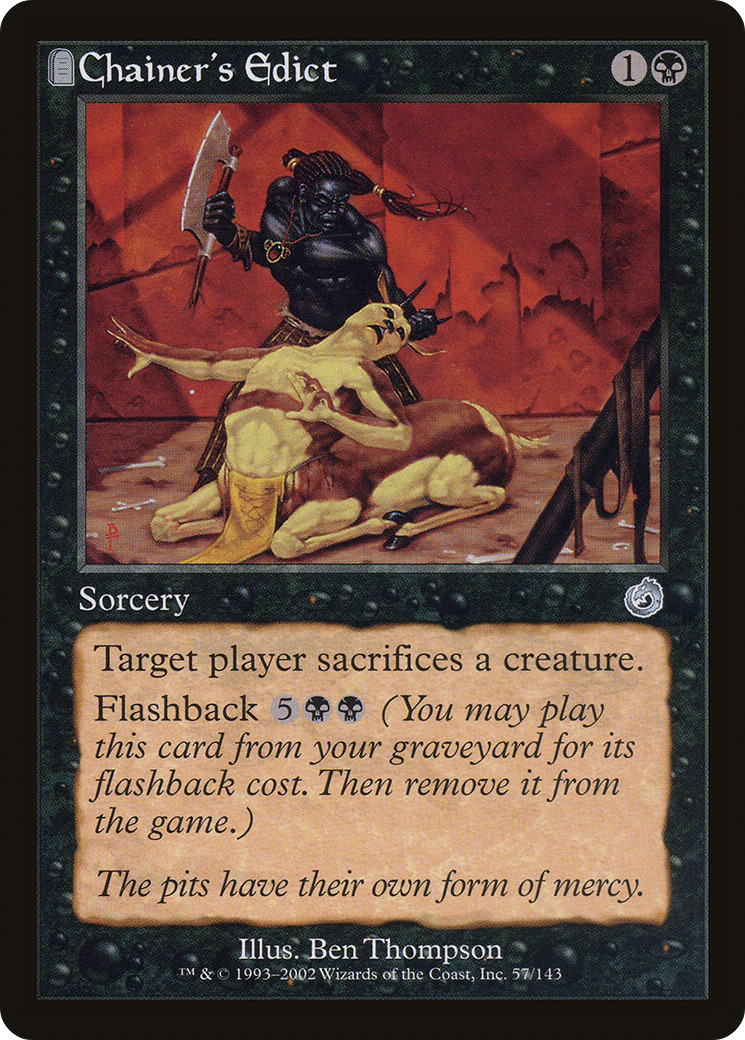 Chainer's Edict 1
Sorcery
Target player sacrifices a creature.
Flashback 5 (You may play
this card from your graveyard for its
flashback cost. Then remove it from
the game.)
The pits have their own form of mercy.
Illus. Ben Thompson
™ & © 1993–2002 Wizards of the Coast, Inc. 57/143